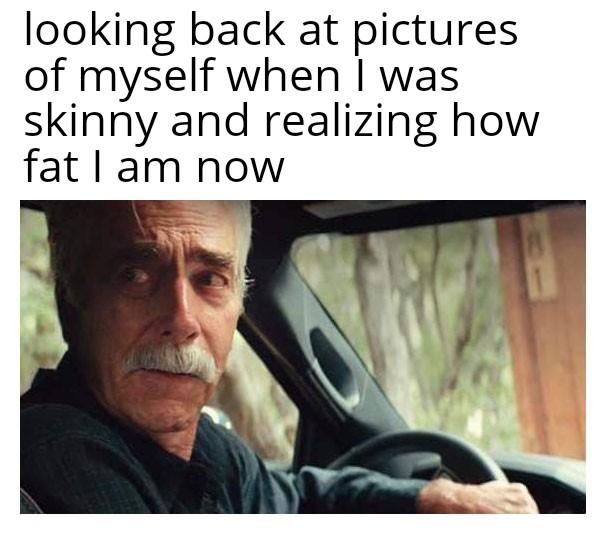 looking back at pictures
of myself when I was
skinny and realizing how
fat I am now